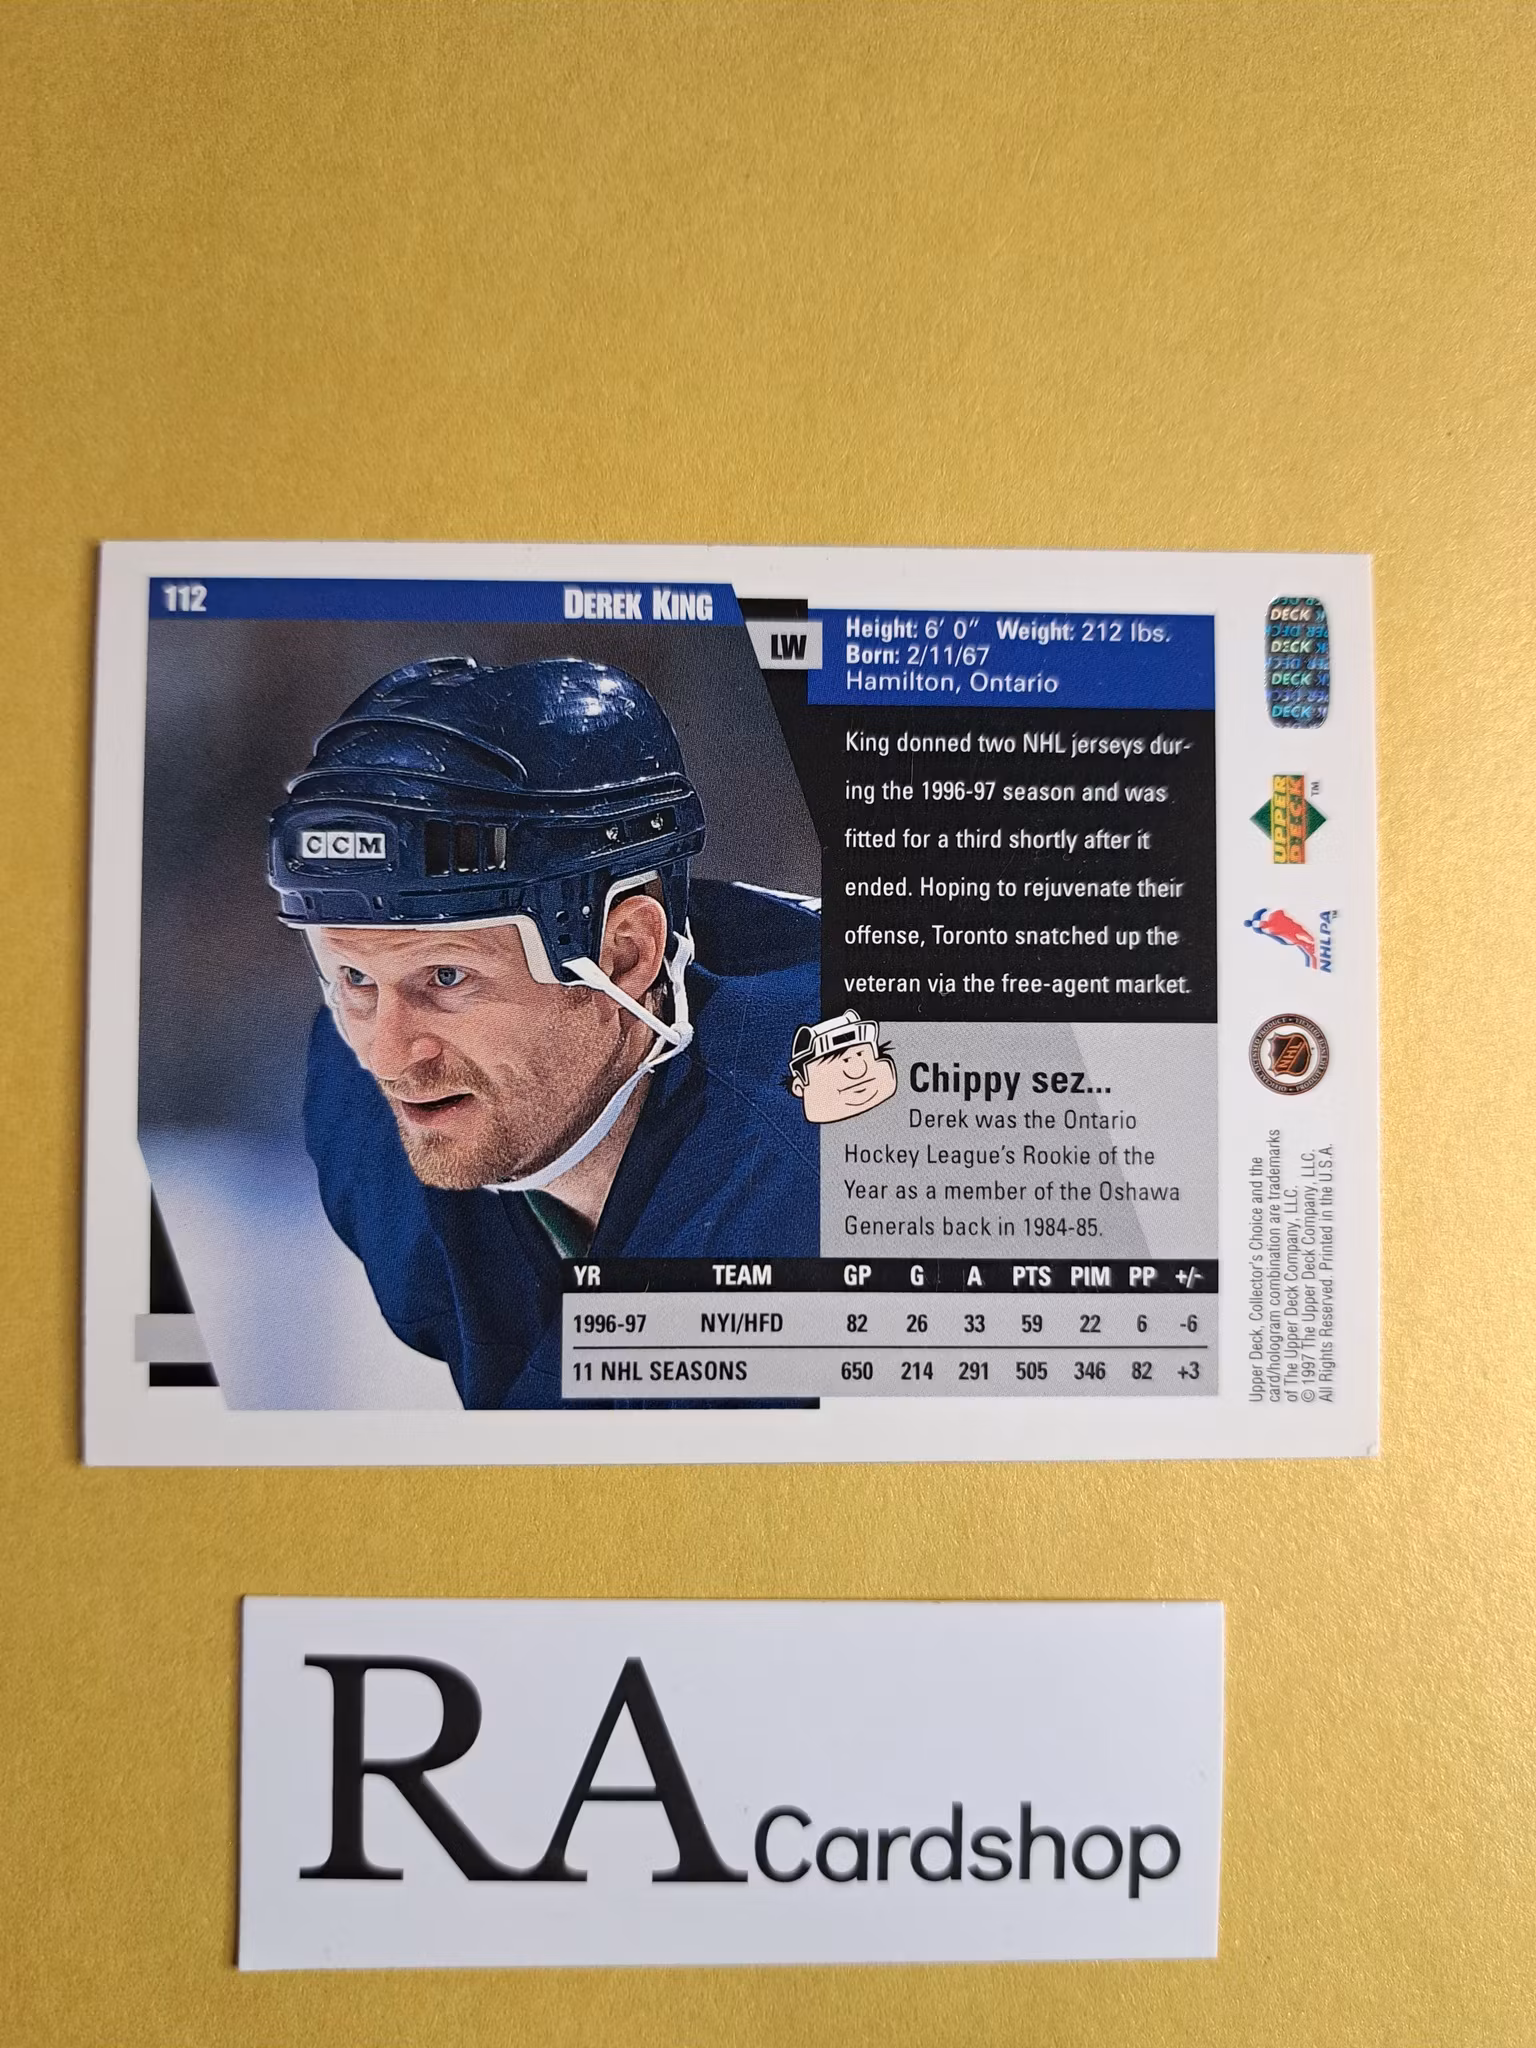 112
DEREK KING
LW
Height: 6' 0" Weight: 212 lbs.
Born: 2/11/67
Hamilton, Ontario
King donned two NHL jerseys dur-
ing the 1996-97 season and was
fitted for a third shortly after it
ended. Hoping to rejuvenate their
offense, Toronto snatched up the
veteran via the free-agent market.
CCM
Chippy sez...
Derek was the Ontario
Hockey League's Rookie of the
Year as a member of the Oshawa
Generals back in 1984-85.
YR TEAM GP G A PTS PIM PP +/-
1996-97 NYI/HFD 82 26 33 59 22 6 -6
11 NHL SEASONS 650 214 291 505 346 82 +3
DECK
DECK
DECK
DECK
UPPER
DECK
TM
NHLPA
NHL
Upper Deck, Collector's Choice and the
card/hologram combination are trademarks
of The Upper Deck Company, LLC.
© 1997 The Upper Deck Company, LLC.
All Rights Reserved. Printed in the U.S.A.
RA Cardshop